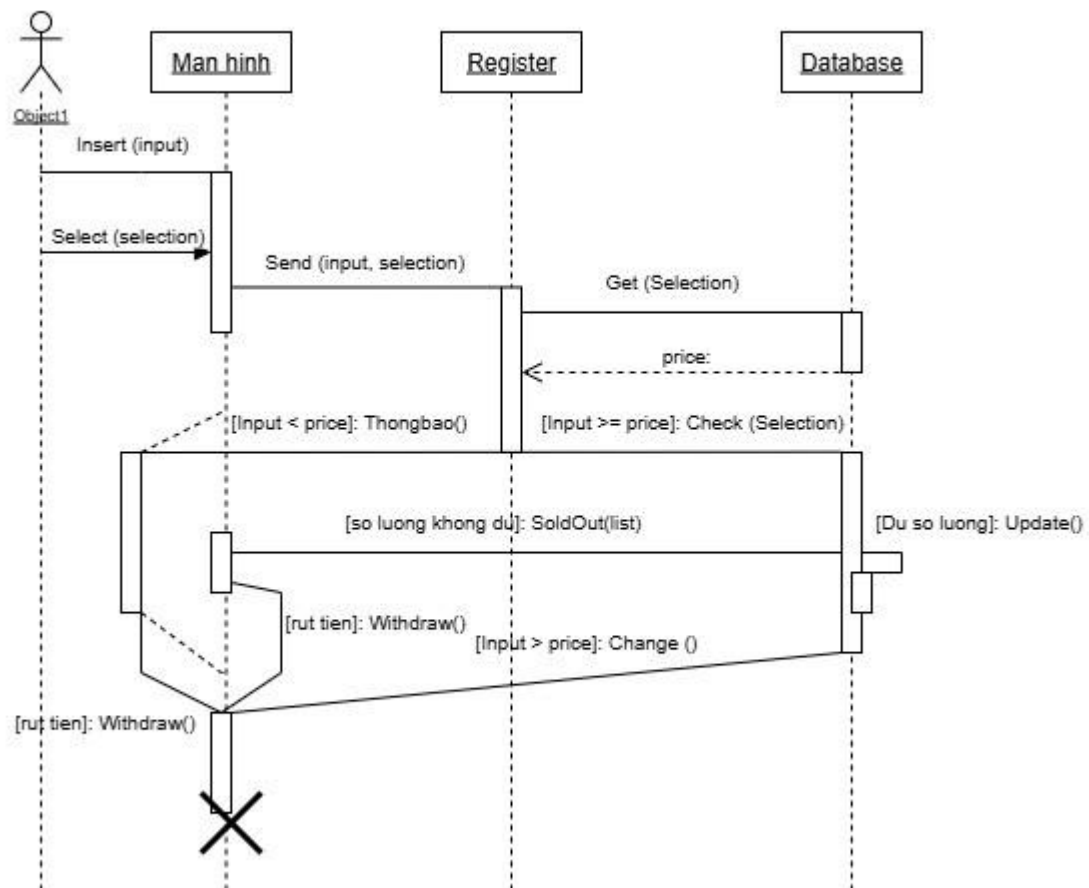 Man hinh
Register
Database
Object1
Insert (input)
Select (selection)
Send (input, selection)
Get (Selection)
price:
[Input < price]: Thongbao()
[Input >= price]: Check (Selection)
[so luong khong du]: SoldOut(list)
[Du so luong]: Update()
[rut tien]: Withdraw()
[Input > price]: Change ()
[rut tien]: Withdraw()